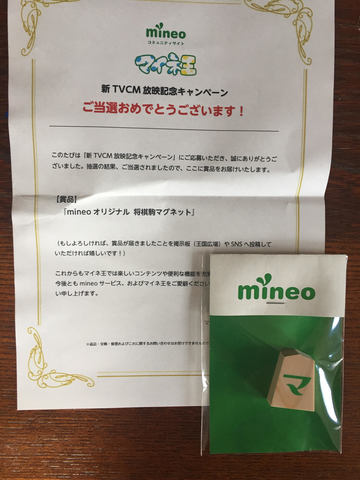 mineo
コミュニティサイト
マイネ王
新TVCM放映記念キャンペーン
ご当選おめでとうございます！
このたびは「新TVCM放映記念キャンペーン」にご応募いただき、誠にありがとうござ
いました。抽選の結果、ご当選されましたので、ここに賞品をお届けいたします。
【賞品】
『mineoオリジナル 将棋駒マグネット』
（もしよろしければ、賞品が届きましたことを掲示板（王国広場）やSNSへ投稿して
いただければ嬉しいです！）
これからもマイネ王では楽しいコンテンツや便利な機能を充実
今後ともmineoサービス、およびマイネ王をご愛顧ください
い申し上げます。
mineo
マ
mineo